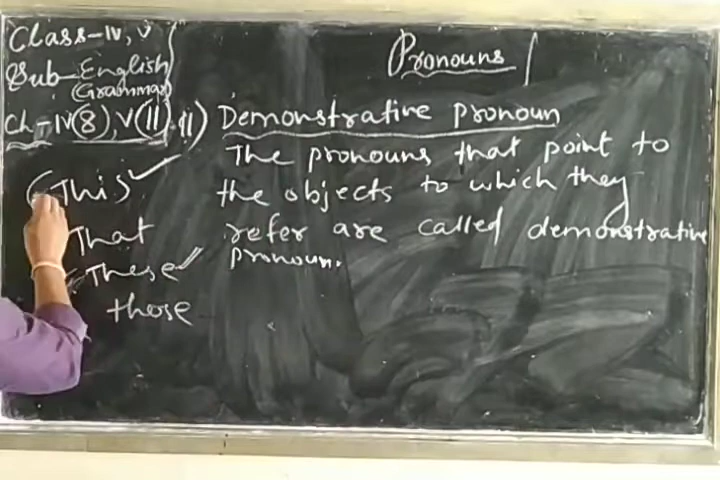 Class-IV, V
Sub-English
(Grammar)
Ch-IV(8), V(11)
Pronouns
II) Demonstrative pronoun
The pronouns that point to
the objects to which they
refer are called demonstrative
pronoun.
This
That
These
those